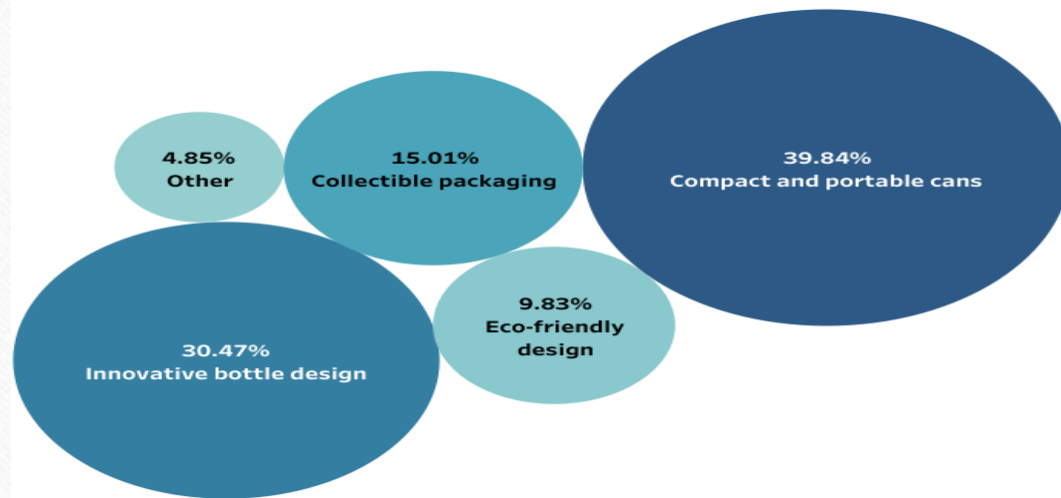 4.85%
Other
15.01%
Collectible packaging
39.84%
Compact and portable cans
30.47%
Innovative bottle design
9.83%
Eco-friendly
design